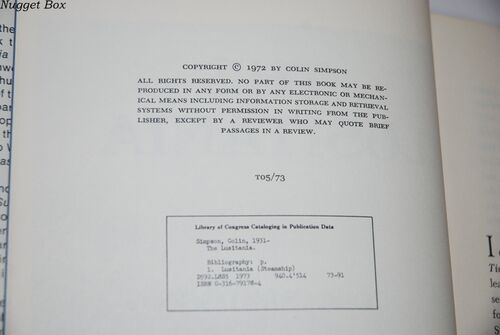 Nugget Box
COPYRIGHT © 1972 BY COLIN SIMPSON
ALL RIGHTS RESERVED. NO PART OF THIS BOOK MAY BE RE-
PRODUCED IN ANY FORM OR BY ANY ELECTRONIC OR MECHAN-
ICAL MEANS INCLUDING INFORMATION STORAGE AND RETRIEVAL
SYSTEMS WITHOUT PERMISSION IN WRITING FROM THE PUB-
LISHER, EXCEPT BY A REVIEWER WHO MAY QUOTE BRIEF
PASSAGES IN A REVIEW.
T05/73
Library of Congress Cataloging in Publication Data
Simpson, Colin, 1931-
The Lusitania.
Bibliography: p.
1. Lusitania (Steamship)
D592.L8S5 1973 940.4'514 73-91
ISBN 0-316-79178-4